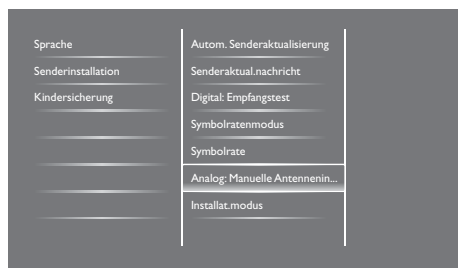 Sprache
Senderinstallation
Kindersicherung
Autom. Senderaktualisierung
Senderaktual.nachricht
Digital: Empfangstest
Symbolratenmodus
Symbolrate
Analog: Manuelle Antennenin...
Installat.modus